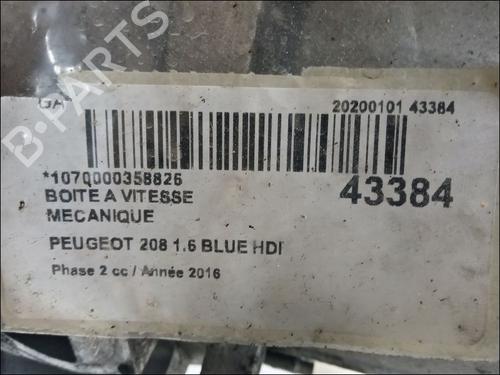 B-PARTS
GA
20200101 43384
*1070000358826
43384
BOITE A VITESSE
MECANIQUE
PEUGEOT 208 1.6 BLUE HDI
Phase 2 cc / Année 2016